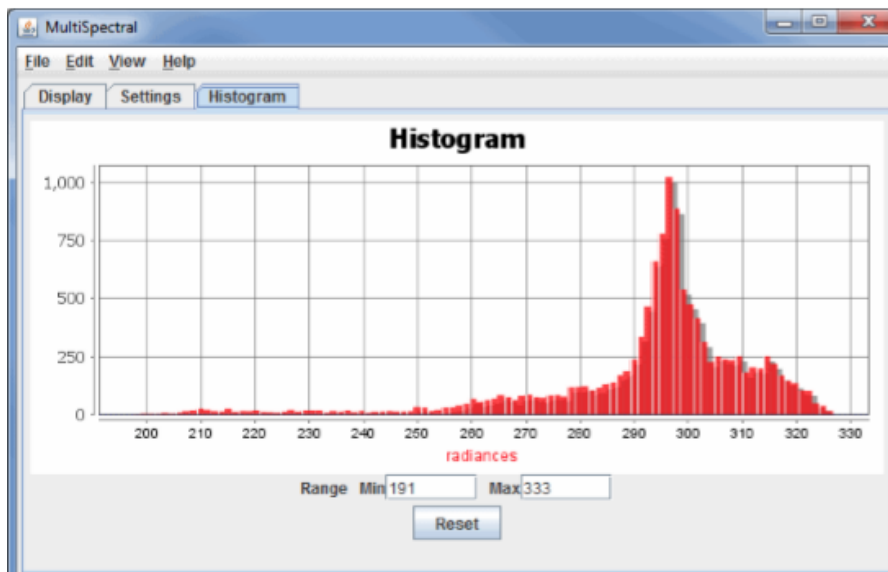 MultiSpectral
File Edit View Help
Display Settings Histogram
Histogram
1,000
750
500
250
0
200 210 220 230 240 250 260 270 280 290 300 310 320 330
radiances
Range Min 191 Max 333
Reset